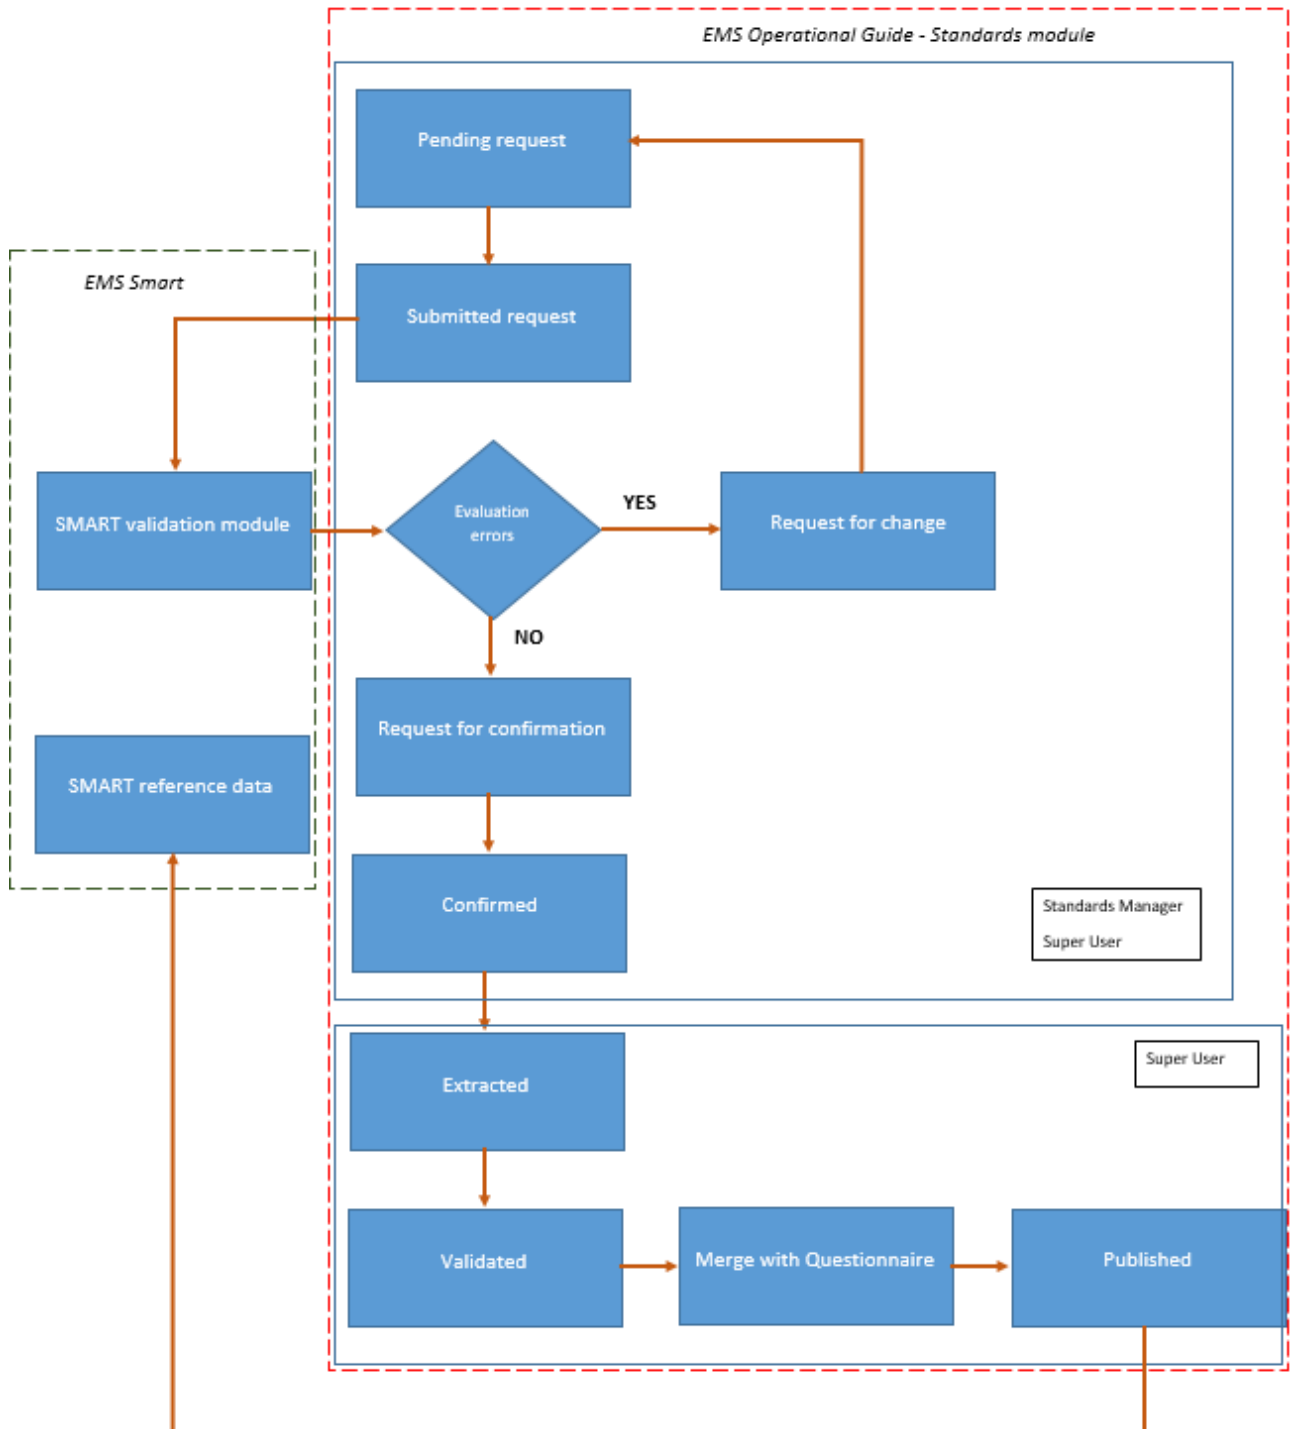 EMS Operational Guide - Standards module
Pending request
EMS Smart
Submitted request
SMART validation module
Evaluation
errors
YES
Request for change
NO
Request for confirmation
SMART reference data
Confirmed
Standards Manager
Super User
Super User
Extracted
Validated
Merge with Questionnaire
Published